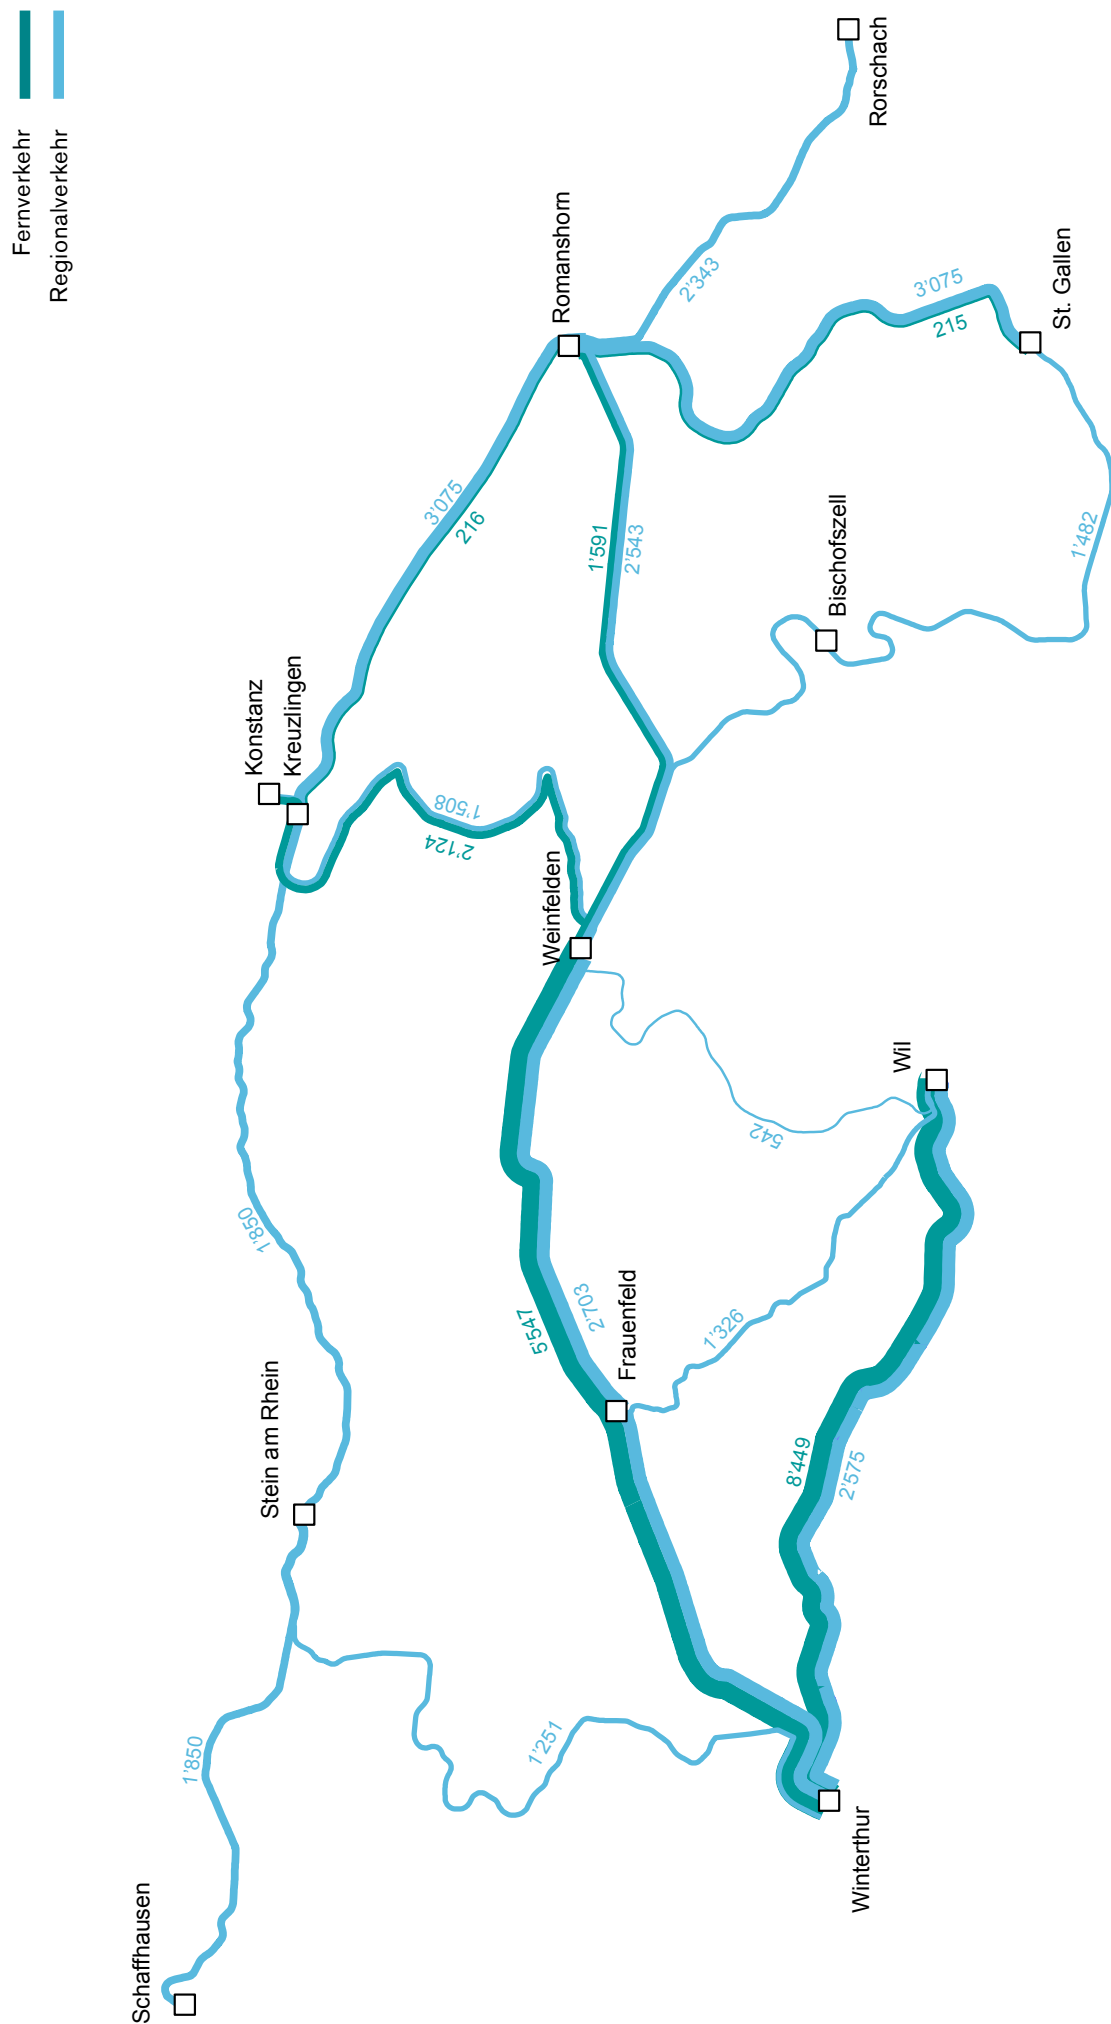 Fernverkehr
Regionalverkehr
Schaffhausen
1'850
Stein am Rhein
1'850
Konstanz
Kreuzlingen
3'075
216
Romanshorn
2'343
Rorschach
1'508
2'124
1'591
2'543
3'075
215
St. Gallen
Weinfelden
Bischofszell
1'482
5'547
2'703
542
Wil
Frauenfeld
1'326
8'449
2'575
1'251
Winterthur